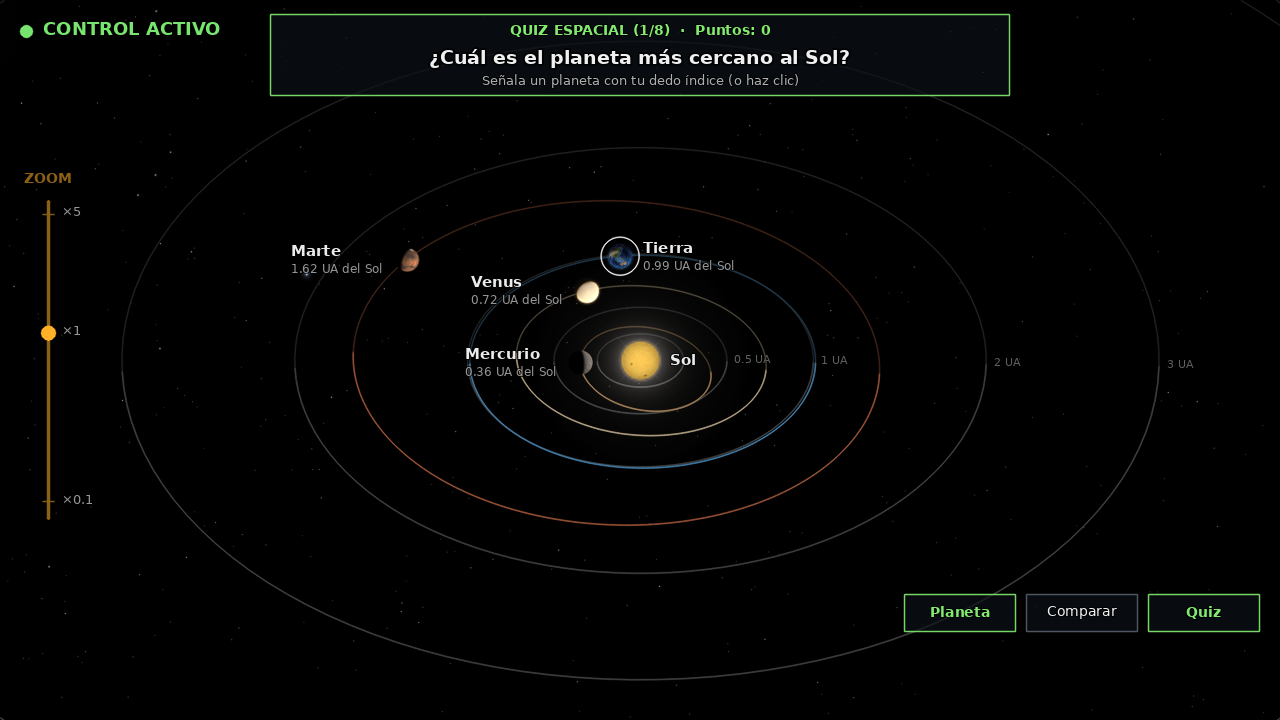 CONTROL ACTIVO
QUIZ ESPACIAL (1/8) · Puntos: 0
¿Cuál es el planeta más cercano al Sol?
Señala un planeta con tu dedo índice (o haz clic)
ZOOM
×5
×1
×0.1
Marte
1.62 UA del Sol
Tierra
0.99 UA del Sol
Venus
0.72 UA del Sol
Mercurio
0.36 UA del Sol
Sol
0.5 UA
1 UA
2 UA
3 UA
Planeta
Comparar
Quiz